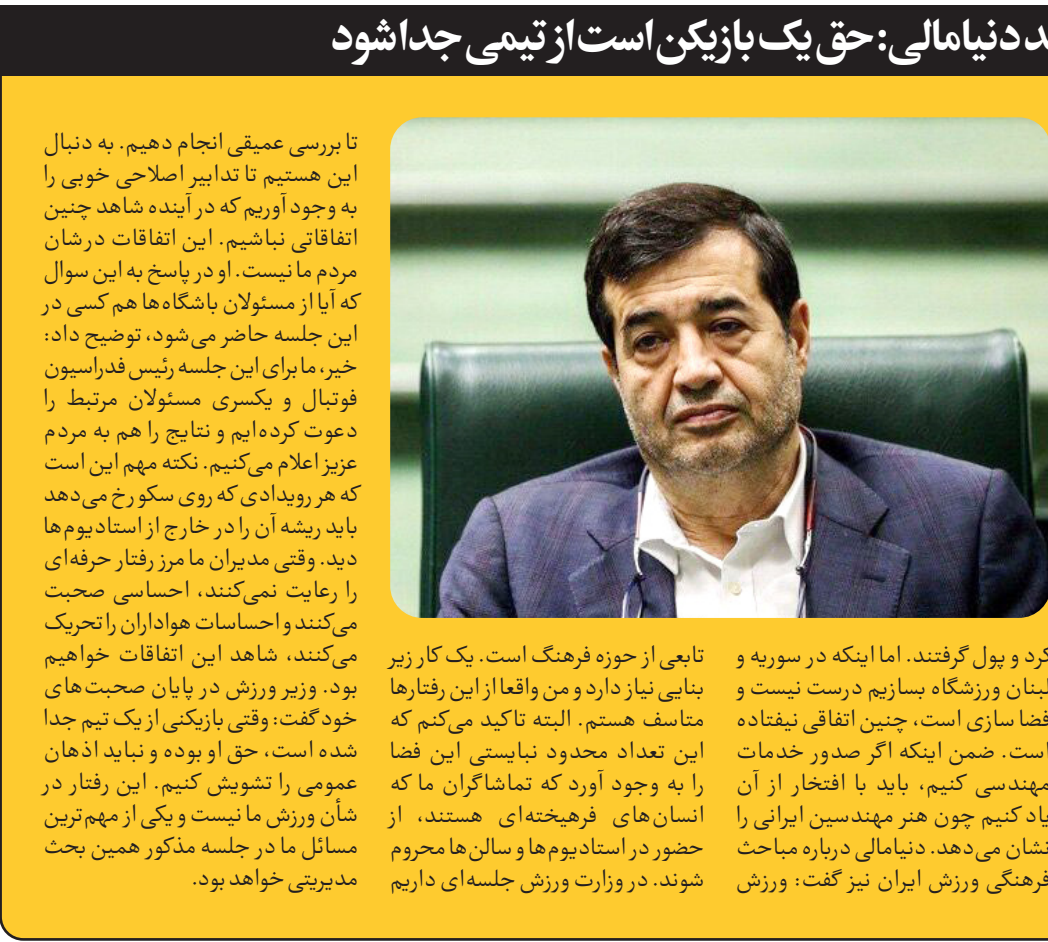 دنیامالی: حق یک بازیکن است از تیمی جدا شود
کرد و پول گرفتند. اما اینکه در سوریه و
لبنان ورزشگاه بسازیم درست نیست و
فضا سازی است، چنین اتفاقی نیفتاده
است. ضمن اینکه اگر صدور خدمات
مهندسی کنیم، باید با افتخار از آن
یاد کنیم چون هنر مهندسین ایرانی را
نشان می‌دهد. دنیامالی درباره مباحث
فرهنگی ورزش ایران نیز گفت: ورزش
تابعی از حوزه فرهنگ است. یک کار زیر
بنایی نیاز دارد و من واقعا از این رفتارها
متاسف هستم. البته تاکید می‌کنم که
این تعداد محدود نبایستی این فضا
را به وجود آورد که تماشاگران ما که
انسان‌های فرهیخته‌ای هستند، از
حضور در استادیوم‌ها و سالن‌ها محروم
شوند. در وزارت ورزش جلسه‌ای داریم
تا بررسی عمیقی انجام دهیم. به دنبال
این هستیم تا تدابیر اصلاحی خوبی را
به وجود آوریم که در آینده شاهد چنین
اتفاقاتی نباشیم. این اتفاقات درشان
مردم ما نیست. او در پاسخ به این سوال
که آیا از مسئولان باشگاه‌ها هم کسی در
این جلسه حاضر می‌شود، توضیح داد:
خیر، ما برای این جلسه رئیس فدراسیون
فوتبال و یکسری مسئولان مرتبط را
دعوت کرده‌ایم و نتایج را هم به مردم
عزیز اعلام می‌کنیم. نکته مهم این است
که هر رویدادی که روی سکو رخ می‌دهد
باید ریشه آن را در خارج از استادیوم‌ها
دید. وقتی مدیران ما مرز رفتار حرفه‌ای
را رعایت نمی‌کنند، احساسی صحبت
می‌کنند و احساسات هواداران را تحریک
می‌کنند، شاهد این اتفاقات خواهیم
بود. وزیر ورزش در پایان صحبت‌های
خود گفت: وقتی بازیکنی از یک تیم جدا
شده است، حق او بوده و نباید اذهان
عمومی را تشویش کنیم. این رفتار در
شأن ورزش ما نیست و یکی از مهم‌ترین
مسائل ما در جلسه مذکور همین بحث
مدیریتی خواهد بود.